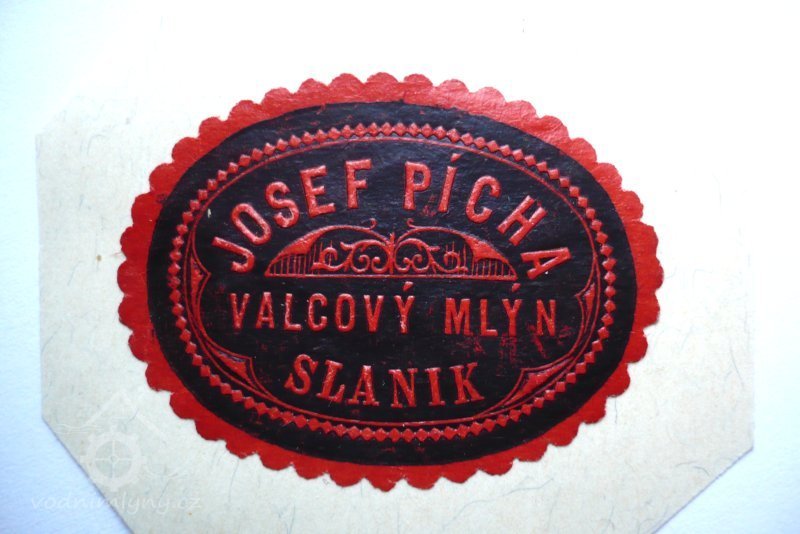 JOSEF PÍCHA
VALCOVÝ MLÝN
SLANIK
vodnimlyny.cz